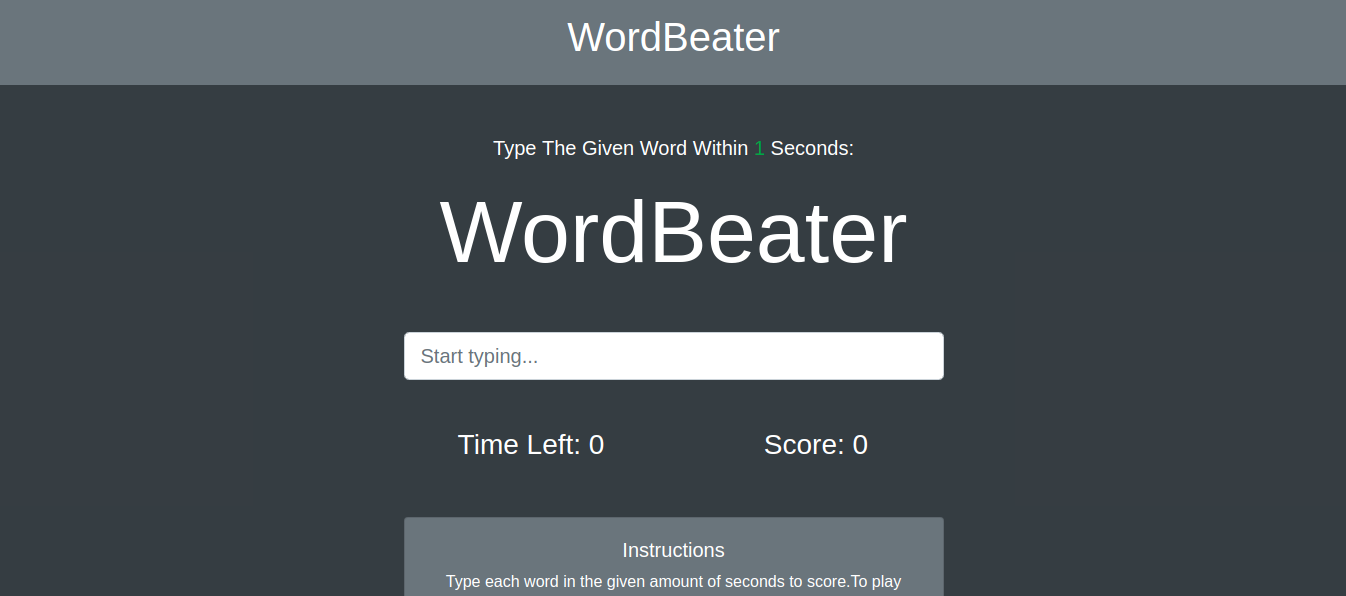 WordBeater
Type The Given Word Within 1 Seconds:
WordBeater
Start typing...
Time Left: 0
Score: 0
Instructions
Type each word in the given amount of seconds to score.To play